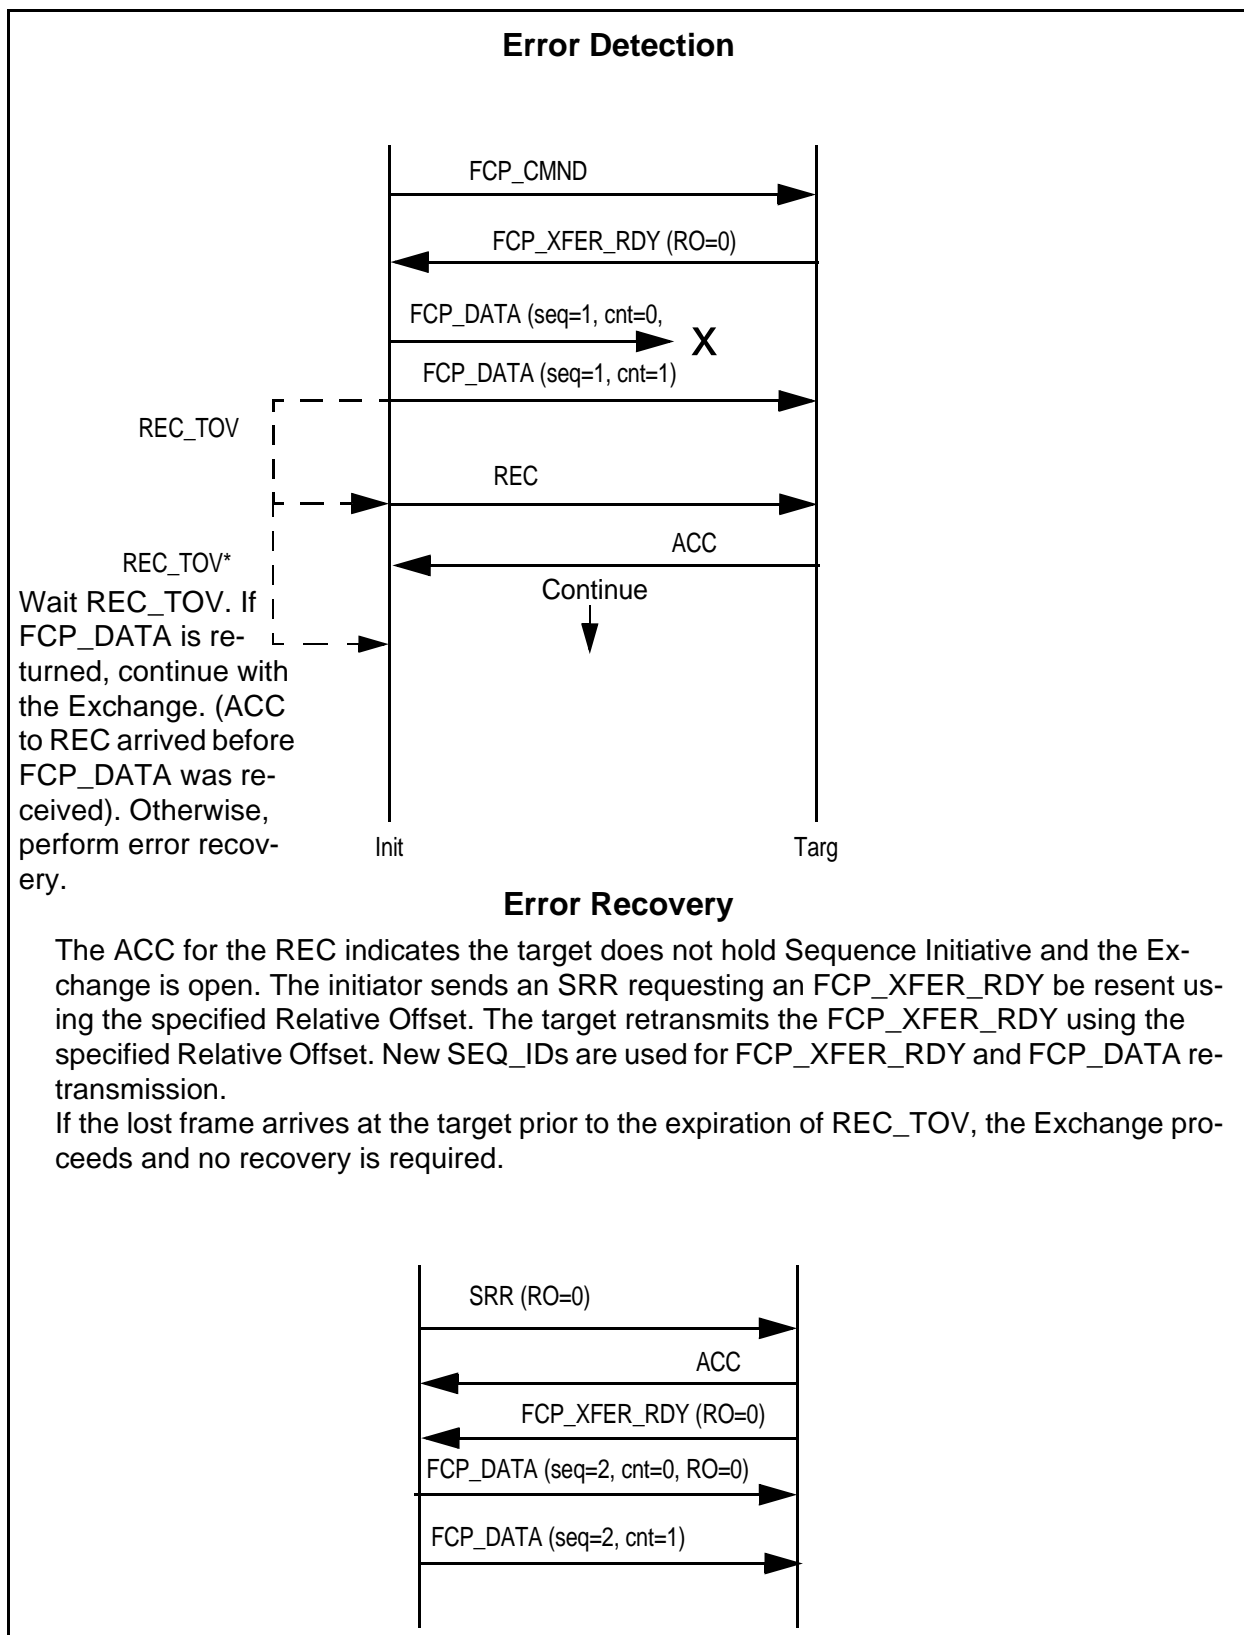 Error Detection
FCP_CMND
FCP_XFER_RDY (RO=0)
FCP_DATA (seq=1, cnt=0,
X
FCP_DATA (seq=1, cnt=1)
REC_TOV
REC
ACC
REC_TOV*
Continue
Wait REC_TOV. If
FCP_DATA is re-
turned, continue with
the Exchange. (ACC
to REC arrived before
FCP_DATA was re-
ceived). Otherwise,
perform error recov-
ery.
Init
Targ
Error Recovery
The ACC for the REC indicates the target does not hold Sequence Initiative and the Ex-
change is open. The initiator sends an SRR requesting an FCP_XFER_RDY be resent us-
ing the specified Relative Offset. The target retransmits the FCP_XFER_RDY using the
specified Relative Offset. New SEQ_IDs are used for FCP_XFER_RDY and FCP_DATA re-
transmission.
If the lost frame arrives at the target prior to the expiration of REC_TOV, the Exchange pro-
ceeds and no recovery is required.
SRR (RO=0)
ACC
FCP_XFER_RDY (RO=0)
FCP_DATA (seq=2, cnt=0, RO=0)
FCP_DATA (seq=2, cnt=1)